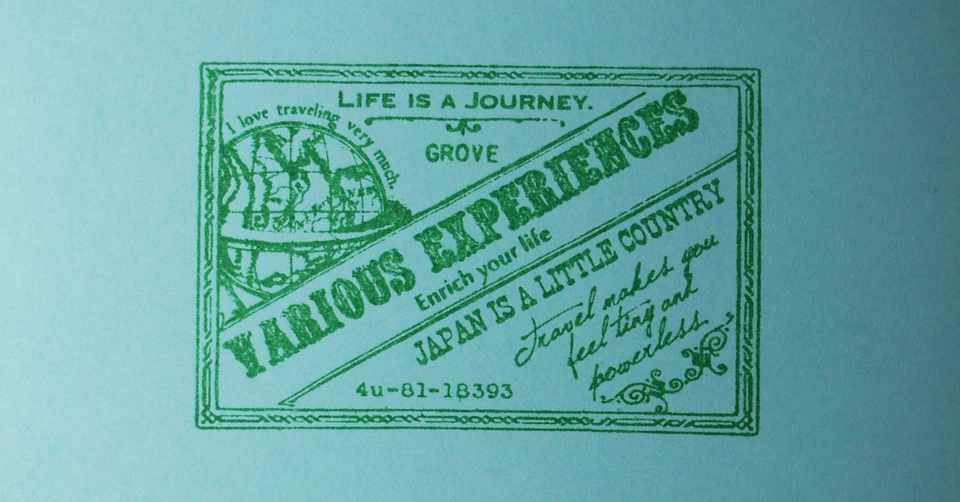 LIFE IS A JOURNEY.
I love traveling very much.
GROVE
VARIOUS EXPERIENCES
Enrich your life
JAPAN IS A LITTLE COUNTRY
Travel makes you
feel tiny and
powerless.
4u-81-18393